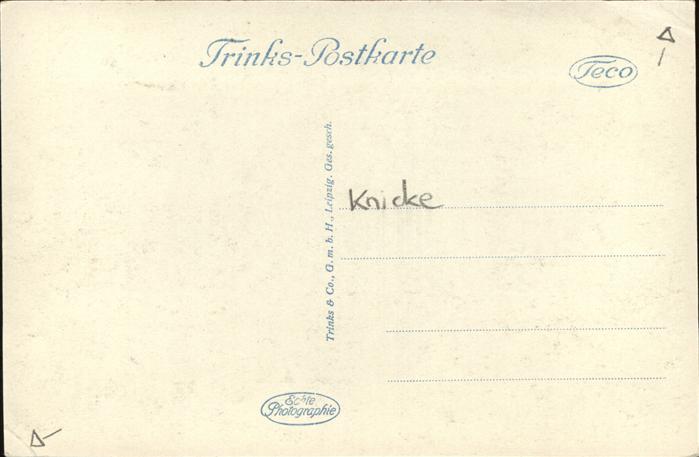 Trinks-Postkarte
Teco
Trinks & Co., G. m. b. H., Leipzig. Ges. gesch.
Knicke
Echte
Photographie